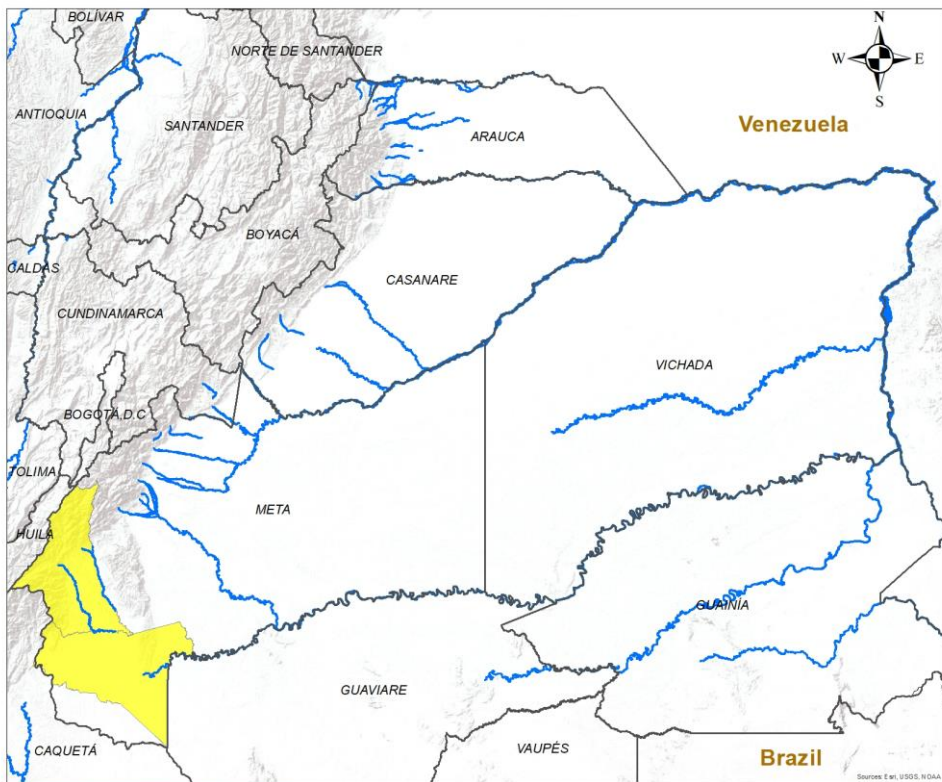 BOLÍVAR
N
NORTE DE SANTANDER
W
E
S
ANTIOQUIA
SANTANDER
Venezuela
ARAUCA
BOYACÁ
CALDAS
CASANARE
CUNDINAMARCA
VICHADA
BOGOTÁ,D.C
TOLIMA
META
HUILA
GUAINÍA
GUAVIARE
CAQUETÁ
VAUPÉS
Brazil
Sources: Esri, USGS, NOAA